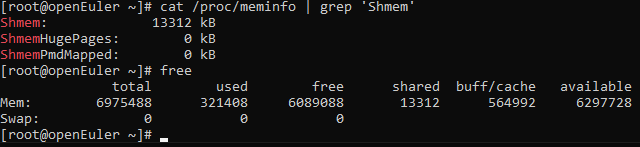 [root@openEuler ~]# cat /proc/meminfo | grep 'Shmem'
Shmem:             13312 kB
ShmemHugePages:        0 kB
ShmemPmdMapped:        0 kB
[root@openEuler ~]# free
              total        used        free      shared  buff/cache   available
Mem:        6975488      321408     6089088       13312      564992     6297728
Swap:             0           0           0
[root@openEuler ~]#